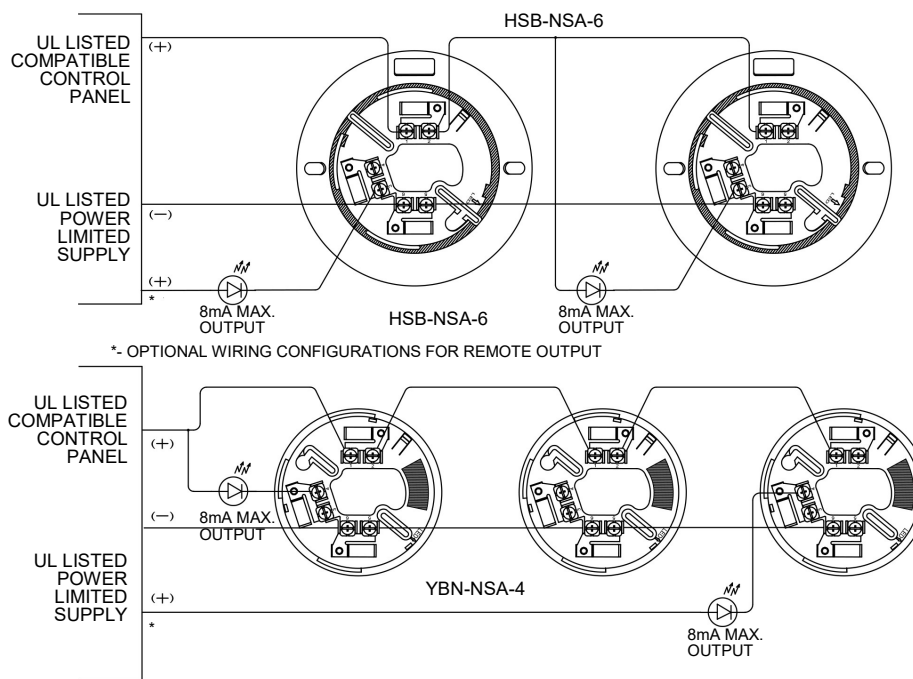 HSB-NSA-6
UL LISTED
COMPATIBLE
CONTROL
PANEL
(+)
UL LISTED
POWER
LIMITED
SUPPLY
(-)
(+)
*
8mA MAX.
OUTPUT
8mA MAX.
OUTPUT
HSB-NSA-6
*- OPTIONAL WIRING CONFIGURATIONS FOR REMOTE OUTPUT
UL LISTED
COMPATIBLE
CONTROL
PANEL
(+)
8mA MAX.
OUTPUT
(-)
UL LISTED
POWER
LIMITED
SUPPLY
(+)
*
YBN-NSA-4
8mA MAX.
OUTPUT